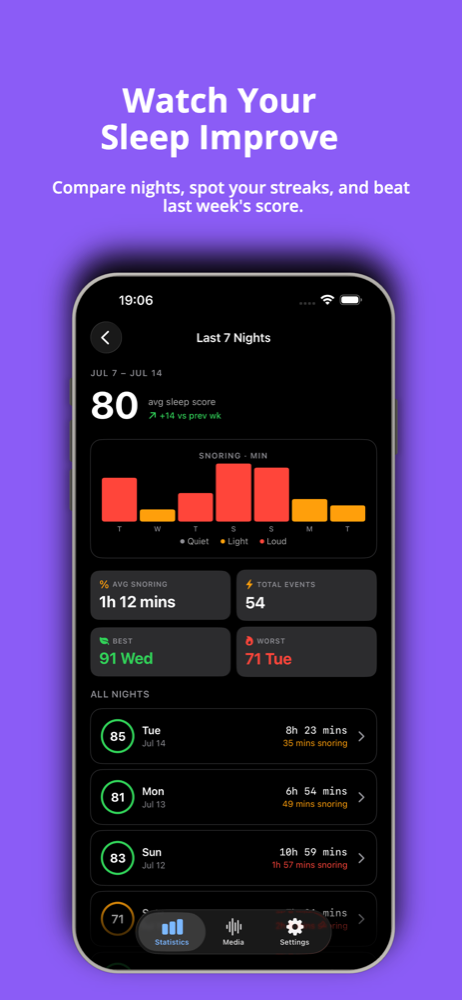 Watch Your
Sleep Improve
Compare nights, spot your streaks, and beat
last week's score.
19:06
Last 7 Nights
JUL 7 – JUL 14
80
avg sleep score
↗ +14 vs prev wk
SNORING · MIN
T W T S S M T
Quiet Light Loud
% AVG SNORING
1h 12 mins
TOTAL EVENTS
54
BEST
91 Wed
WORST
71 Tue
ALL NIGHTS
85 Tue 8h 23 mins
Jul 14 35 mins snoring
81 Mon 6h 54 mins
Jul 13 49 mins snoring
83 Sun 10h 59 mins
Jul 12 1h 57 mins snoring
71
mins
Statistics Media Settings